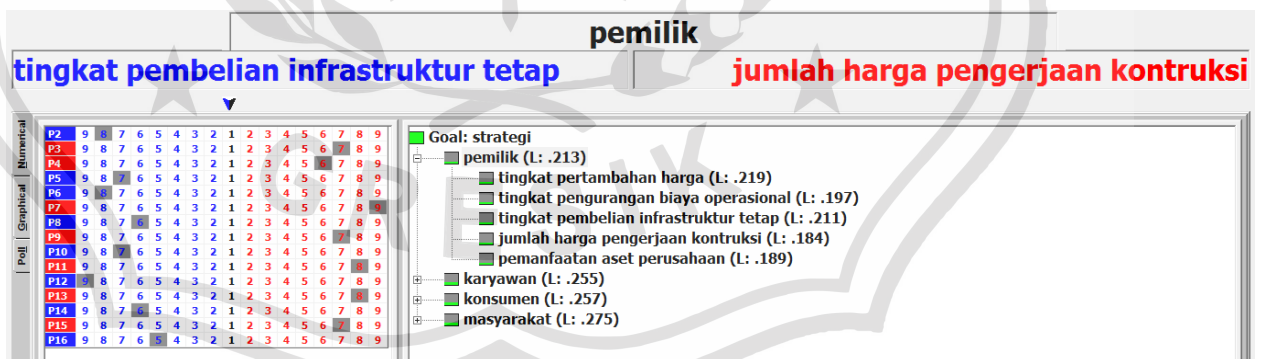 pemilik
tingkat pembelian infrastruktur tetap
jumlah harga pengerjaan kontruksi
Numerical
Graphical
Poll
P2 9 8 7 6 5 4 3 2 1 2 3 4 5 6 7 8 9
P3 9 8 7 6 5 4 3 2 1 2 3 4 5 6 7 8 9
P4 9 8 7 6 5 4 3 2 1 2 3 4 5 6 7 8 9
P5 9 8 7 6 5 4 3 2 1 2 3 4 5 6 7 8 9
P6 9 8 7 6 5 4 3 2 1 2 3 4 5 6 7 8 9
P7 9 8 7 6 5 4 3 2 1 2 3 4 5 6 7 8 9
P8 9 8 7 6 5 4 3 2 1 2 3 4 5 6 7 8 9
P9 9 8 7 6 5 4 3 2 1 2 3 4 5 6 7 8 9
P10 9 8 7 6 5 4 3 2 1 2 3 4 5 6 7 8 9
P11 9 8 7 6 5 4 3 2 1 2 3 4 5 6 7 8 9
P12 9 8 7 6 5 4 3 2 1 2 3 4 5 6 7 8 9
P13 9 8 7 6 5 4 3 2 1 2 3 4 5 6 7 8 9
P14 9 8 7 6 5 4 3 2 1 2 3 4 5 6 7 8 9
P15 9 8 7 6 5 4 3 2 1 2 3 4 5 6 7 8 9
P16 9 8 7 6 5 4 3 2 1 2 3 4 5 6 7 8 9
Goal: strategi
pemilik (L: .213)
tingkat pertambahan harga (L: .219)
tingkat pengurangan biaya operasional (L: .197)
tingkat pembelian infrastruktur tetap (L: .211)
jumlah harga pengerjaan kontruksi (L: .184)
pemanfaatan aset perusahaan (L: .189)
karyawan (L: .255)
konsumen (L: .257)
masyarakat (L: .275)
GRESIK